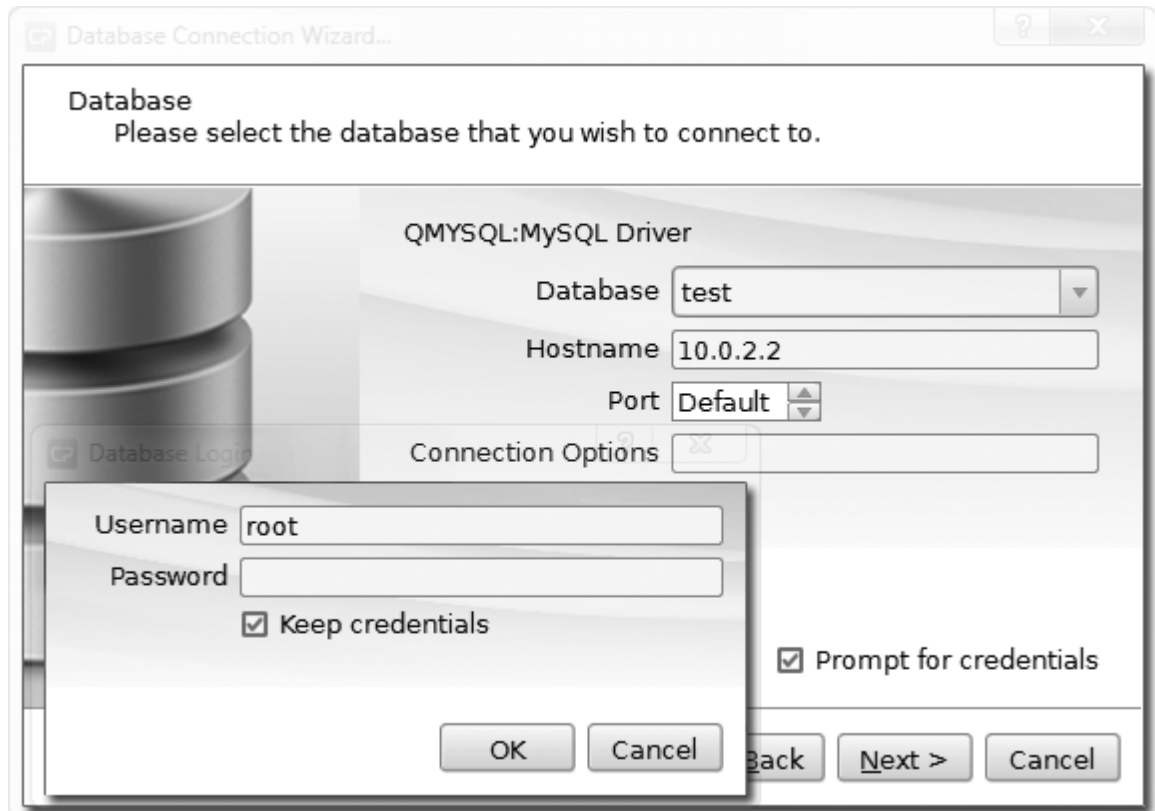 Database Connection Wizard...
Database
Please select the database that you wish to connect to.
QMYSQL:MySQL Driver
Database test
Hostname 10.0.2.2
Port Default
Connection Options
Database Login
Username root
Password
Keep credentials
Prompt for credentials
OK Cancel
Back Next > Cancel